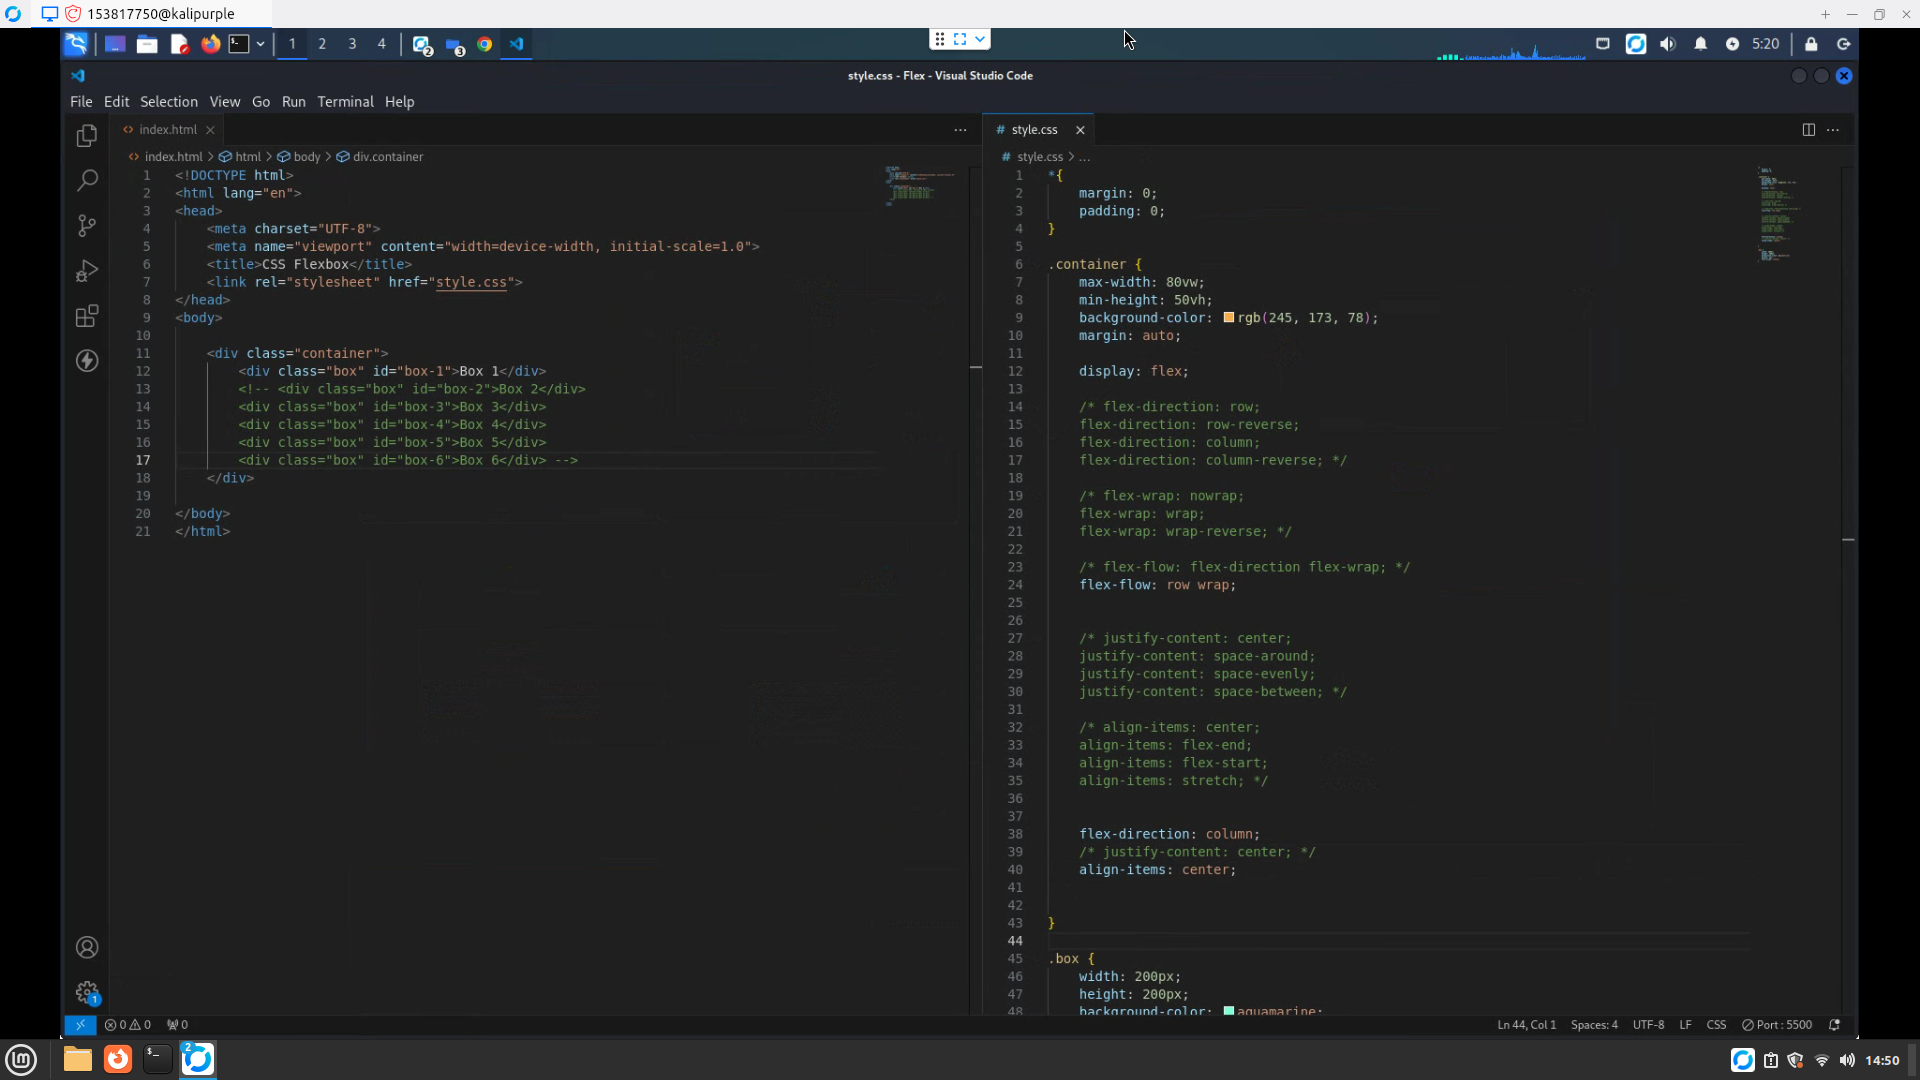 153817750@kalipurple
1 2 3 4
2
3
5:20
style.css - Flex - Visual Studio Code
File Edit Selection View Go Run Terminal Help
index.html
index.html > html > body > div.container
1 <!DOCTYPE html>
2 <html lang="en">
3 <head>
4 <meta charset="UTF-8">
5 <meta name="viewport" content="width=device-width, initial-scale=1.0">
6 <title>CSS Flexbox</title>
7 <link rel="stylesheet" href="style.css">
8 </head>
9 <body>
10
11 <div class="container">
12 <div class="box" id="box-1">Box 1</div>
13 <!-- <div class="box" id="box-2">Box 2</div>
14 <div class="box" id="box-3">Box 3</div>
15 <div class="box" id="box-4">Box 4</div>
16 <div class="box" id="box-5">Box 5</div>
17 <div class="box" id="box-6">Box 6</div> -->
18 </div>
19
20 </body>
21 </html>
# style.css
# style.css > ...
1 *{
2 margin: 0;
3 padding: 0;
4 }
5
6 .container {
7 max-width: 80vw;
8 min-height: 50vh;
9 background-color: rgb(245, 173, 78);
10 margin: auto;
11
12 display: flex;
13
14 /* flex-direction: row;
15 flex-direction: row-reverse;
16 flex-direction: column;
17 flex-direction: column-reverse; */
18
19 /* flex-wrap: nowrap;
20 flex-wrap: wrap;
21 flex-wrap: wrap-reverse; */
22
23 /* flex-flow: flex-direction flex-wrap; */
24 flex-flow: row wrap;
25
26
27 /* justify-content: center;
28 justify-content: space-around;
29 justify-content: space-evenly;
30 justify-content: space-between; */
31
32 /* align-items: center;
33 align-items: flex-end;
34 align-items: flex-start;
35 align-items: stretch; */
36
37
38 flex-direction: column;
39 /* justify-content: center; */
40 align-items: center;
41
42
43 }
44
45 .box {
46 width: 200px;
47 height: 200px;
48 background-color: aquamarine;
1
0 0 0
Ln 44, Col 1 Spaces: 4 UTF-8 LF CSS Port : 5500
2
14:50